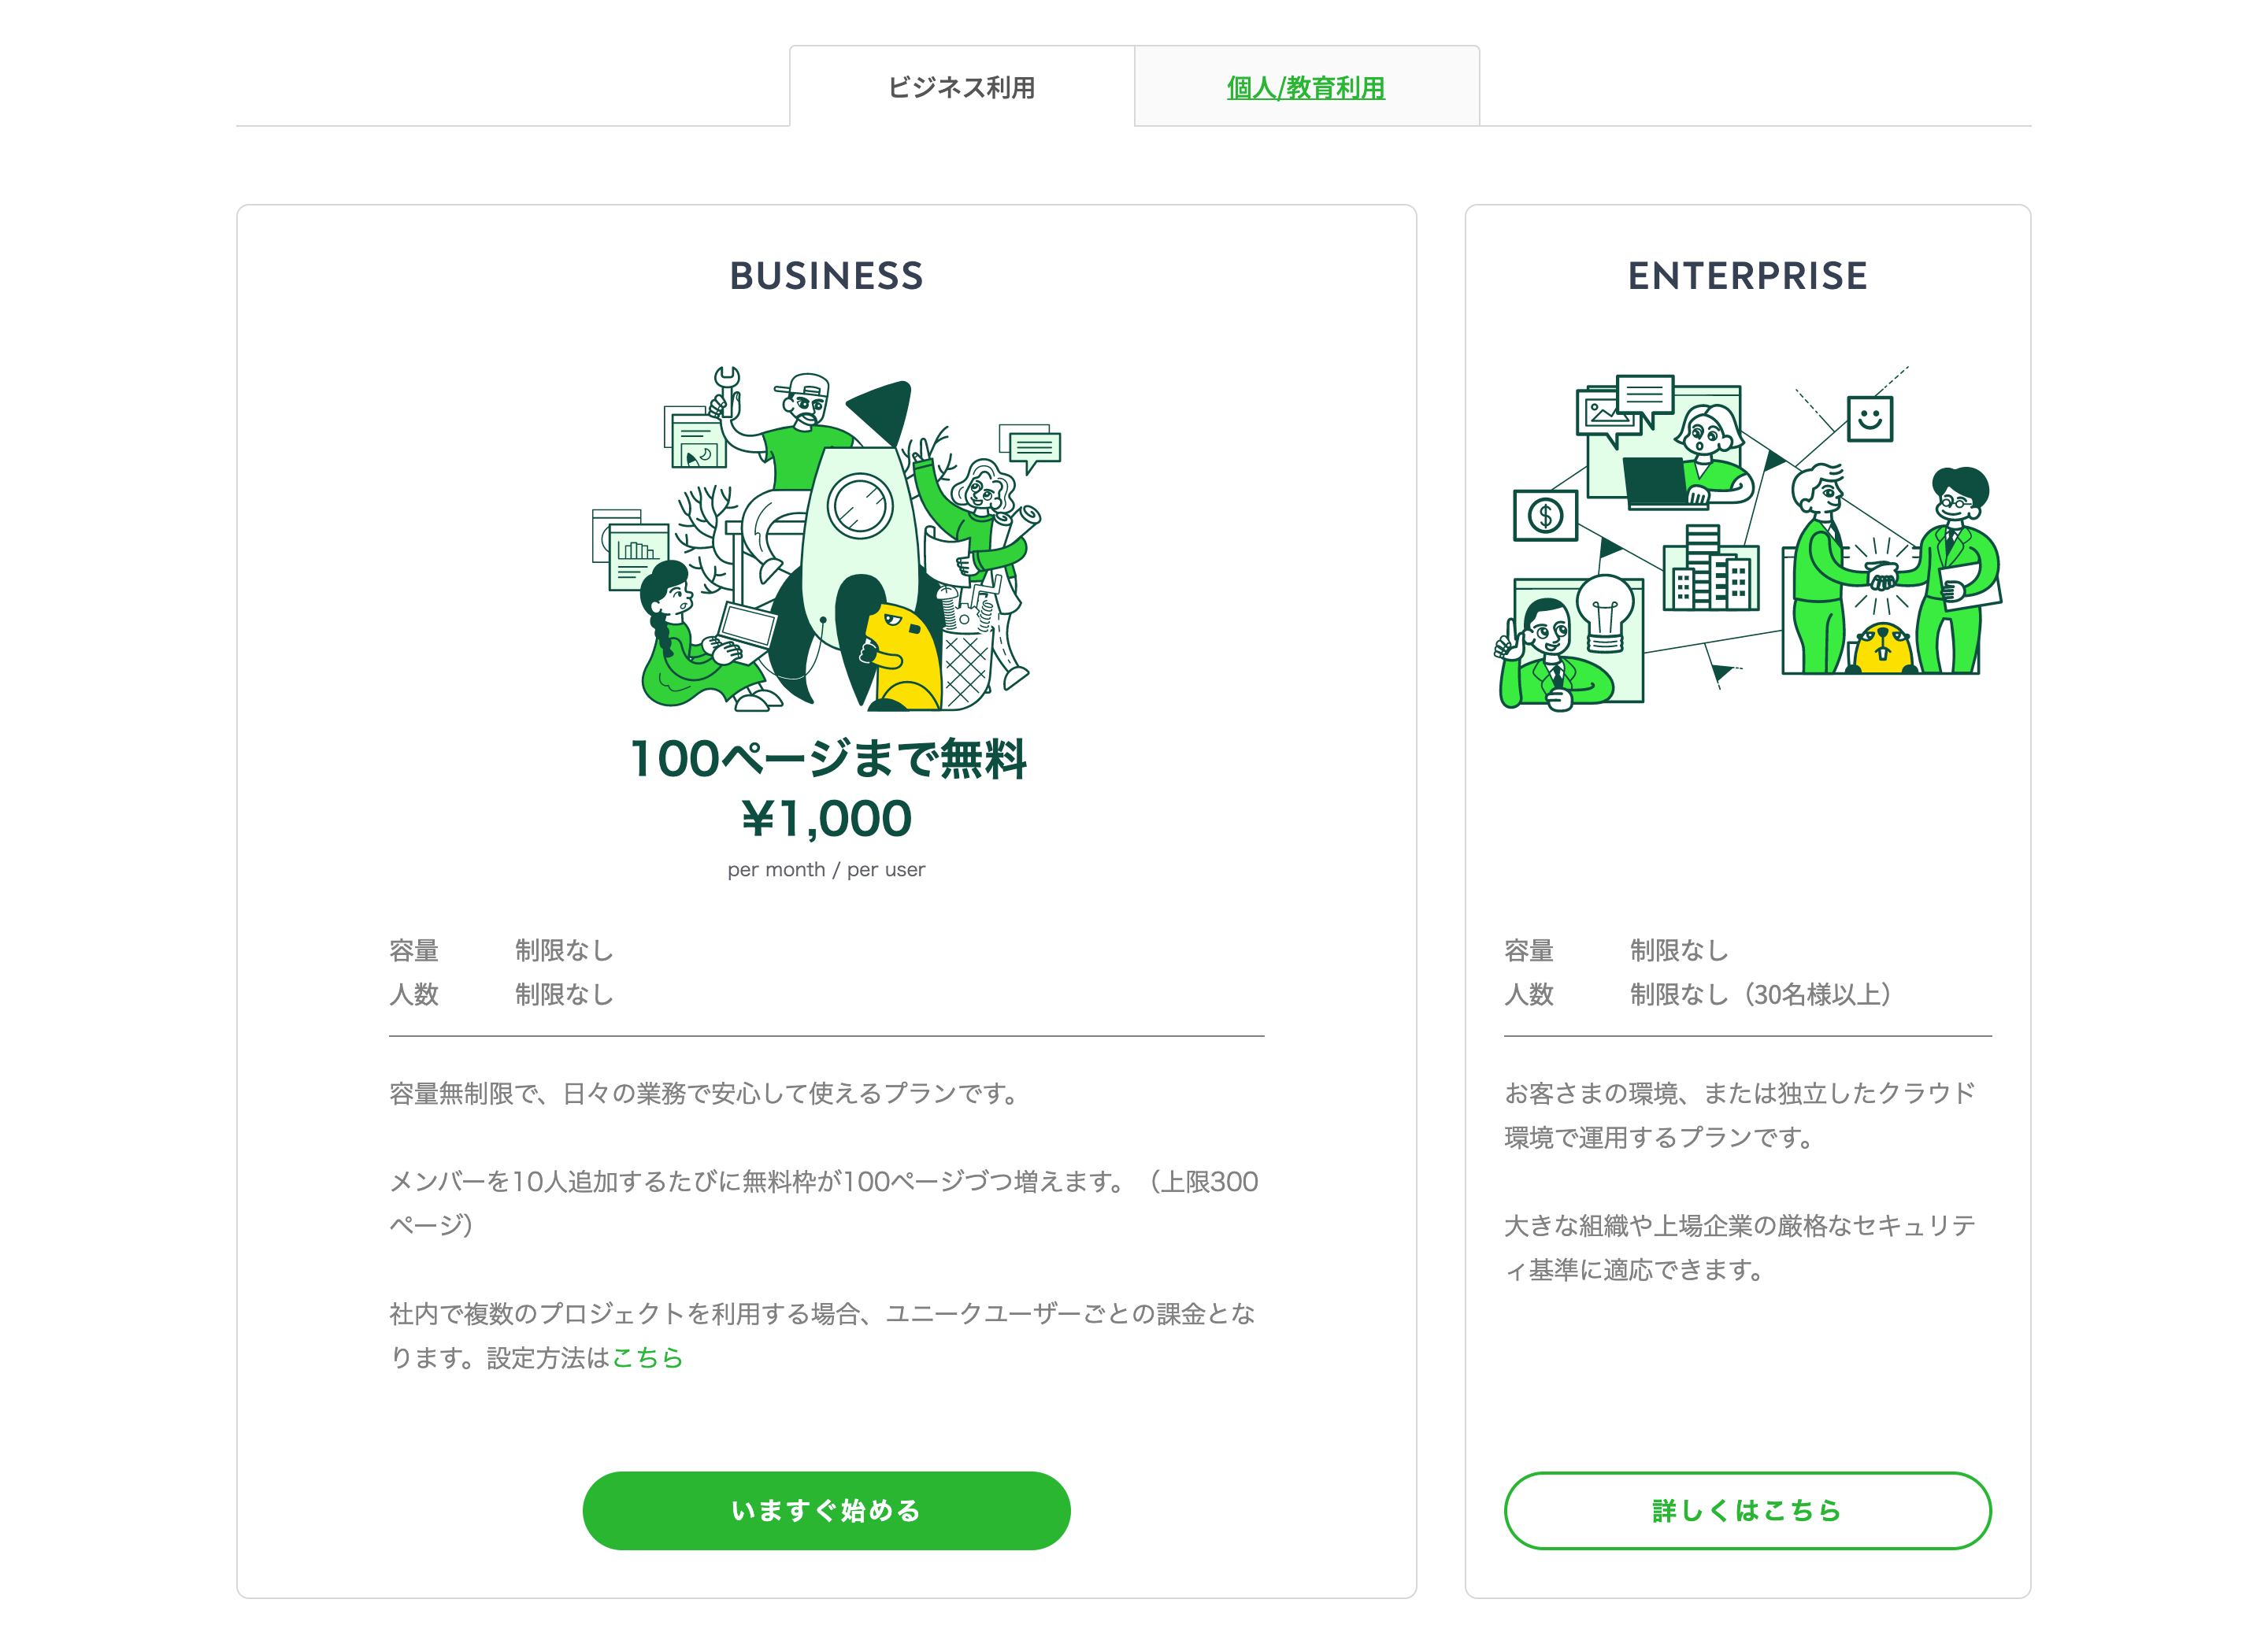 ビジネス利用
個人/教育利用
BUSINESS
100ページまで無料
¥1,000
per month / per user
容量 制限なし
人数 制限なし
容量無制限で、日々の業務で安心して使えるプランです。
メンバーを10人追加するたびに無料枠が100ページづつ増えます。（上限300
ページ）
社内で複数のプロジェクトを利用する場合、ユニークユーザーごとの課金とな
ります。設定方法はこちら
いますぐ始める
ENTERPRISE
$
容量 制限なし
人数 制限なし（30名様以上）
お客さまの環境、または独立したクラウド
環境で運用するプランです。
大きな組織や上場企業の厳格なセキュリテ
ィ基準に適応できます。
詳しくはこちら